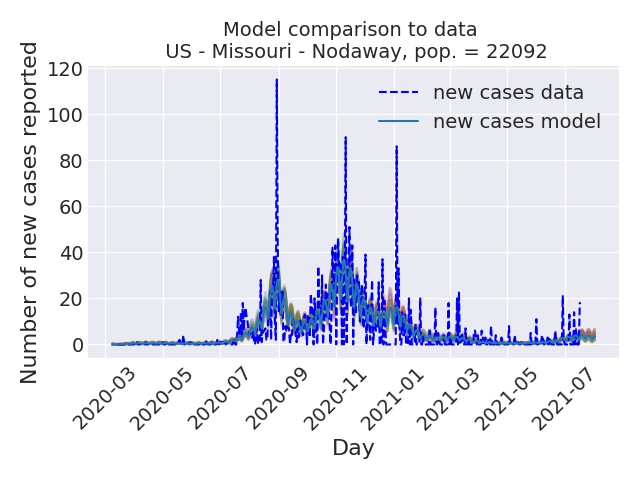 Model comparison to data
US - Missouri - Nodaway, pop. = 22092
Number of new cases reported
120
100
80
60
40
20
0
new cases data
new cases model
2020-03
2020-05
2020-07
2020-09
2020-11
2021-01
2021-03
2021-05
2021-07
Day